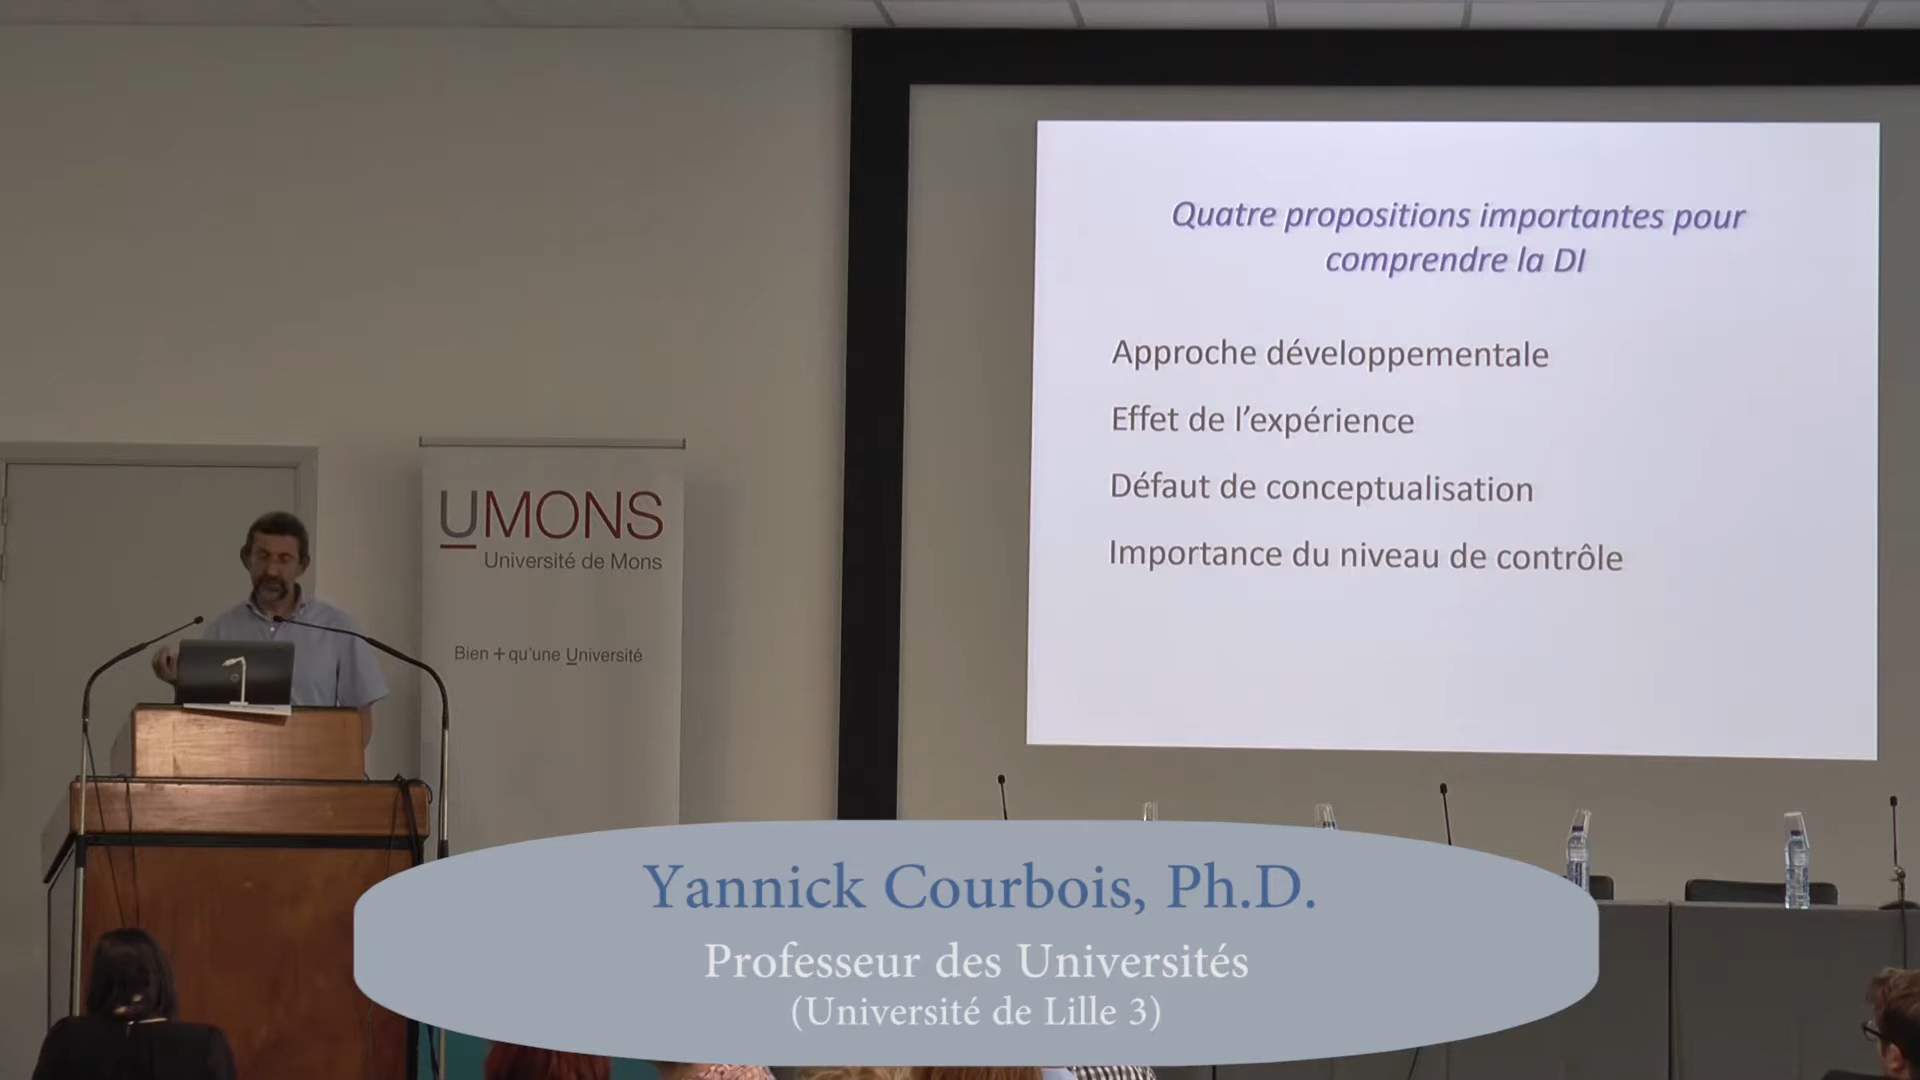 Quatre propositions importantes pour
comprendre la DI
Approche développementale
Effet de l'expérience
Défaut de conceptualisation
Importance du niveau de contrôle
UMONS
Université de Mons
Bien + qu'une Université
Yannick Courbois, Ph.D.
Professeur des Universités
(Université de Lille 3)